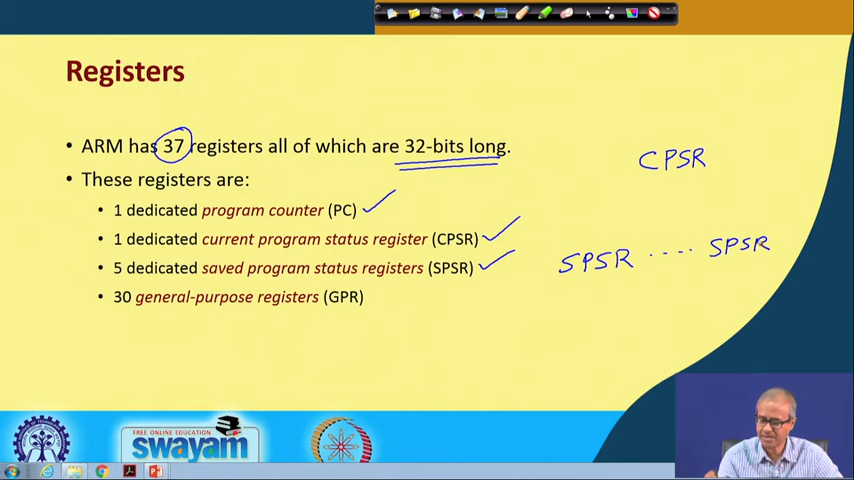 Registers
• ARM has 37 registers all of which are 32-bits long.
• These registers are:
• 1 dedicated program counter (PC)
• 1 dedicated current program status register (CPSR)
• 5 dedicated saved program status registers (SPSR)
• 30 general-purpose registers (GPR)
CPSR
SPSR .... SPSR
FREE ONLINE EDUCATION
swayam